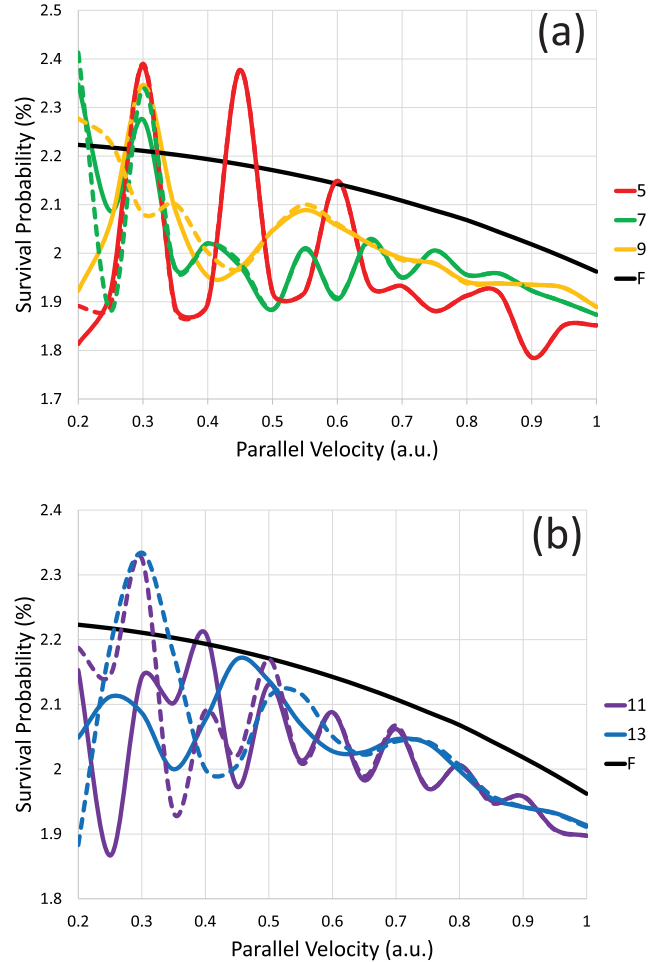 (a)
Survival Probability (%)
2.5
2.4
2.3
2.2
2.1
2
1.9
1.8
1.7
0.2 0.3 0.4 0.5 0.6 0.7 0.8 0.9 1
Parallel Velocity (a.u.)
5
7
9
F
(b)
Survival Probability (%)
2.4
2.3
2.2
2.1
2
1.9
1.8
0.2 0.3 0.4 0.5 0.6 0.7 0.8 0.9 1
Parallel Velocity (a.u.)
11
13
F